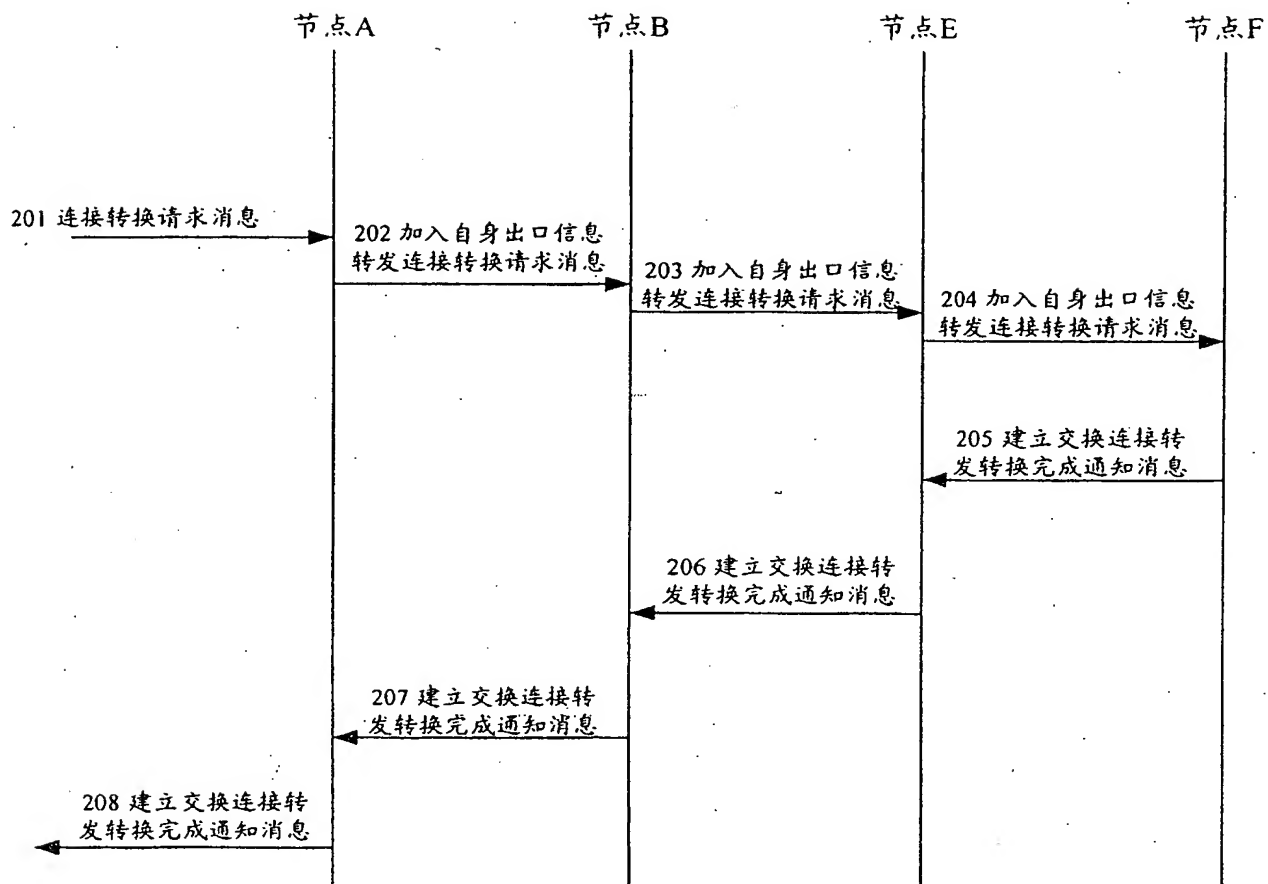 节点A
节点B
节点E
节点F
201 连接转换请求消息
202 加入自身出口信息
转发连接转换请求消息
203 加入自身出口信息
转发连接转换请求消息
204 加入自身出口信息
转发连接转换请求消息
205 建立交换连接转
发转换完成通知消息
206 建立交换连接转
发转换完成通知消息
207 建立交换连接转
发转换完成通知消息
208 建立交换连接转
发转换完成通知消息